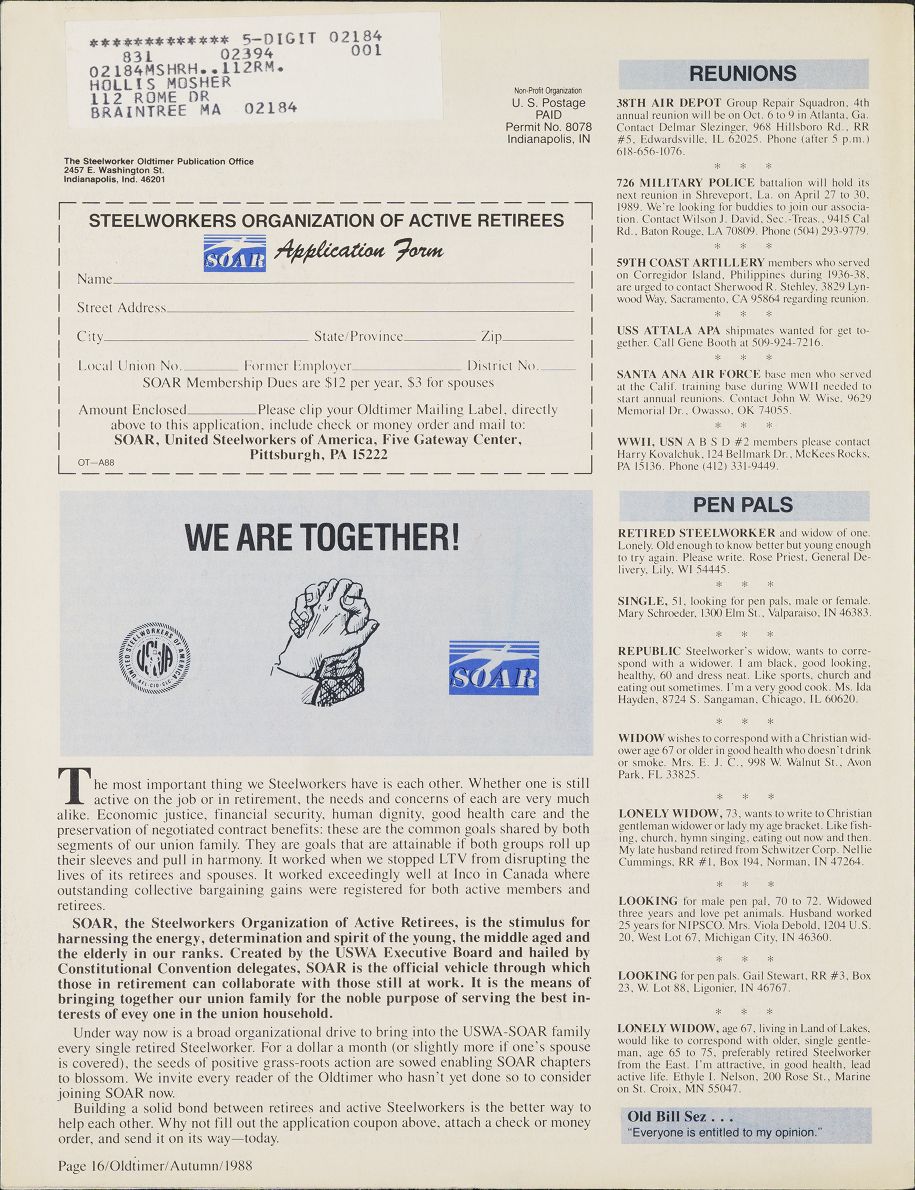 ************* 5-DIGIT 02184
831 02394 001
02184MSHRH..112RM.
HOLLIS MOSHER
112 ROME DR
BRAINTREE MA 02184
Non-Profit Organization
U. S. Postage
PAID
Permit No. 8078
Indianapolis, IN
The Steelworker Oldtimer Publication Office
2457 E. Washington St.
Indianapolis, Ind. 46201
STEELWORKERS ORGANIZATION OF ACTIVE RETIREES
SOAR Application Form
Name
Street Address
City State/Province Zip
Local Union No. Former Employer District No.
SOAR Membership Dues are $12 per year, $3 for spouses
Amount Enclosed Please clip your Oldtimer Mailing Label, directly
above to this application, include check or money order and mail to:
SOAR, United Steelworkers of America, Five Gateway Center,
Pittsburgh, PA 15222
OT—A88
WE ARE TOGETHER!
UNITED STEELWORKERS OF AMERICA
USWA
AFL-CIO-CLC
SOAR
The most important thing we Steelworkers have is each other. Whether one is still
active on the job or in retirement, the needs and concerns of each are very much
alike. Economic justice, financial security, human dignity, good health care and the
preservation of negotiated contract benefits: these are the common goals shared by both
segments of our union family. They are goals that are attainable if both groups roll up
their sleeves and pull in harmony. It worked when we stopped LTV from disrupting the
lives of its retirees and spouses. It worked exceedingly well at Inco in Canada where
outstanding collective bargaining gains were registered for both active members and
retirees.
SOAR, the Steelworkers Organization of Active Retirees, is the stimulus for
harnessing the energy, determination and spirit of the young, the middle aged and
the elderly in our ranks. Created by the USWA Executive Board and hailed by
Constitutional Convention delegates, SOAR is the official vehicle through which
those in retirement can collaborate with those still at work. It is the means of
bringing together our union family for the noble purpose of serving the best in-
terests of evey one in the union household.
Under way now is a broad organizational drive to bring into the USWA-SOAR family
every single retired Steelworker. For a dollar a month (or slightly more if one's spouse
is covered), the seeds of positive grass-roots action are sowed enabling SOAR chapters
to blossom. We invite every reader of the Oldtimer who hasn't yet done so to consider
joining SOAR now.
Building a solid bond between retirees and active Steelworkers is the better way to
help each other. Why not fill out the application coupon above, attach a check or money
order, and send it on its way—today.
Page 16/Oldtimer/Autumn/1988
REUNIONS
38TH AIR DEPOT Group Repair Squadron, 4th
annual reunion will be on Oct. 6 to 9 in Atlanta, Ga.
Contact Delmar Slezinger, 968 Hillsboro Rd., RR
#5, Edwardsville, IL 62025. Phone (after 5 p.m.)
618-656-1076.
* * *
726 MILITARY POLICE battalion will hold its
next reunion in Shreveport, La. on April 27 to 30,
1989. We're looking for buddies to join our associa-
tion. Contact Wilson J. David, Sec.-Treas., 9415 Cal
Rd., Baton Rouge, LA 70809. Phone (504) 293-9779.
* * *
59TH COAST ARTILLERY members who served
on Corregidor Island, Philippines during 1936-38,
are urged to contact Sherwood R. Stehley, 3829 Lyn-
wood Way, Sacramento, CA 95864 regarding reunion.
* * *
USS ATTALA APA shipmates wanted for get to-
gether. Call Gene Booth at 509-924-7216.
* * *
SANTA ANA AIR FORCE base men who served
at the Calif. training base during WWII needed to
start annual reunions. Contact John W. Wise, 9629
Memorial Dr., Owasso, OK 74055.
* * *
WWII, USN A B S D #2 members please contact
Harry Kovalchuk, 124 Bellmark Dr., McKees Rocks,
PA 15136. Phone (412) 331-9449.
PEN PALS
RETIRED STEELWORKER and widow of one.
Lonely. Old enough to know better but young enough
to try again. Please write. Rose Priest, General De-
livery, Lily, WI 54445.
* * *
SINGLE, 51, looking for pen pals, male or female.
Mary Schroeder, 1300 Elm St., Valparaiso, IN 46383.
* * *
REPUBLIC Steelworker's widow, wants to corre-
spond with a widower. I am black, good looking,
healthy, 60 and dress neat. Like sports, church and
eating out sometimes. I'm a very good cook. Ms. Ida
Hayden, 8724 S. Sangaman, Chicago, IL 60620.
* * *
WIDOW wishes to correspond with a Christian wid-
ower age 67 or older in good health who doesn't drink
or smoke. Mrs. E. J. C., 998 W. Walnut St., Avon
Park, FL 33825.
* * *
LONELY WIDOW, 73, wants to write to Christian
gentleman widower or lady my age bracket. Like fish-
ing, church, hymn singing, eating out now and then.
My late husband retired from Schwitzer Corp. Nellie
Cummings, RR #1, Box 194, Norman, IN 47264.
* * *
LOOKING for male pen pal, 70 to 72. Widowed
three years and love pet animals. Husband worked
25 years for NIPSCO. Mrs. Viola Debold, 1204 U.S.
20, West Lot 67, Michigan City, IN 46360.
* * *
LOOKING for pen pals. Gail Stewart, RR #3, Box
23, W. Lot 88, Ligonier, IN 46767.
* * *
LONELY WIDOW, age 67, living in Land of Lakes,
would like to correspond with older, single gentle-
man, age 65 to 75, preferably retired Steelworker
from the East. I'm attractive, in good health, lead
active life. Ethyle I. Nelson, 200 Rose St., Marine
on St. Croix, MN 55047.
Old Bill Sez . . .
"Everyone is entitled to my opinion."